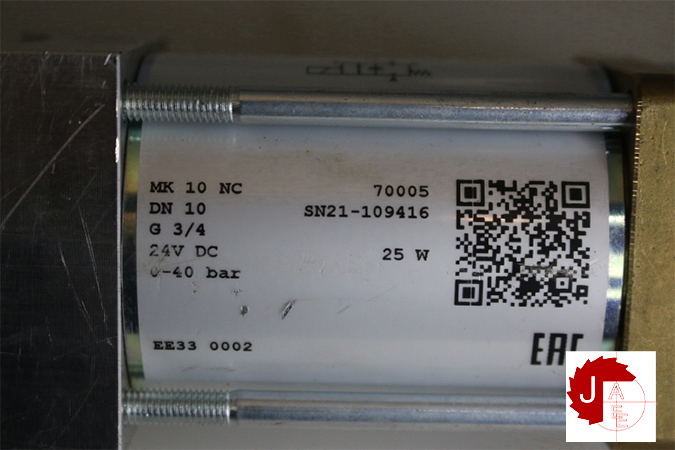 MK 10 NC 70005
DN 10 SN21-109416
G 3/4
24V DC 25 W
0-40 bar
EE33 0002
EAC
J
A
E
E